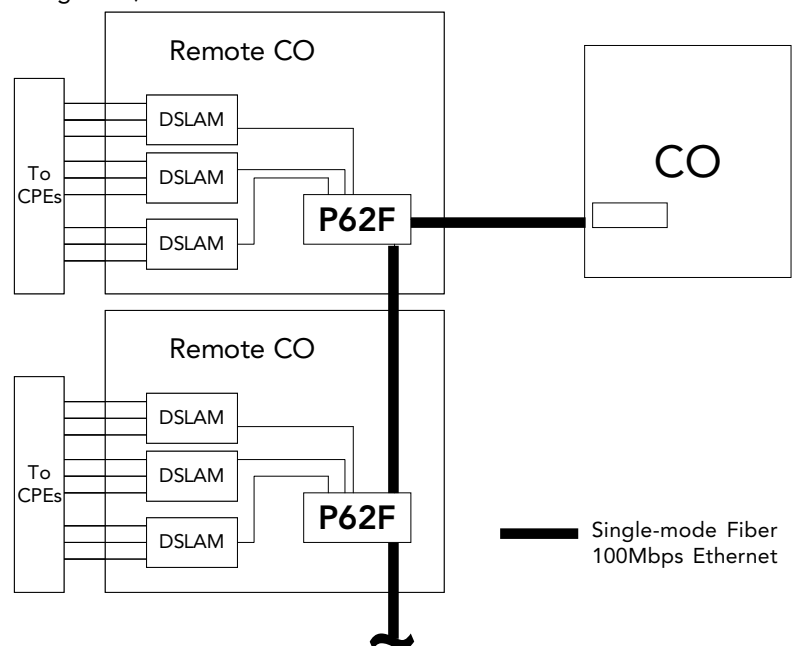 Remote CO
DSLAM
DSLAM
DSLAM
To
CPEs
P62F
CO
Remote CO
DSLAM
DSLAM
DSLAM
To
CPEs
P62F
Single-mode Fiber
100Mbps Ethernet